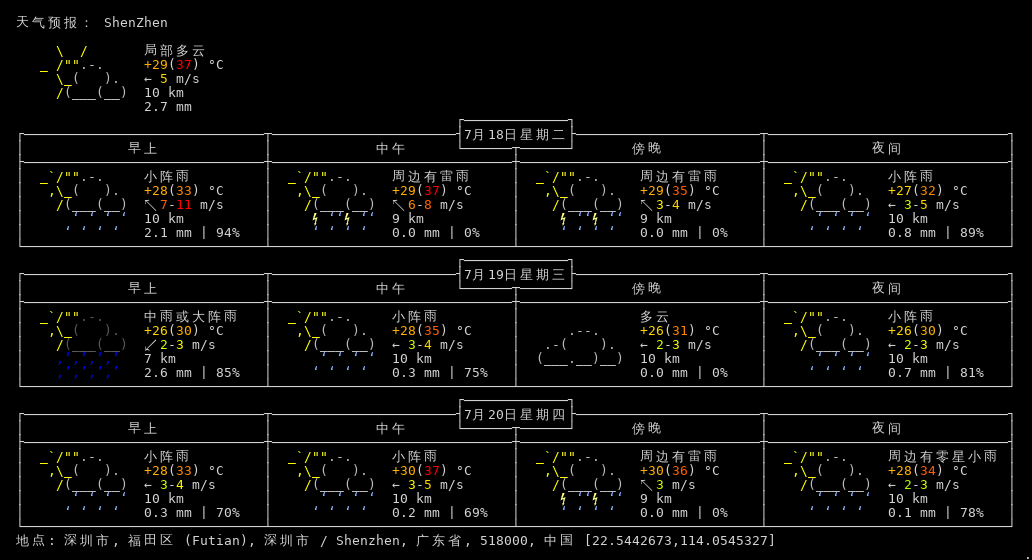 天气预报： ShenZhen
局部多云
+29(37) °C
← 5 m/s
10 km
2.7 mm
7月18日星期二
早上 中午 傍晚 夜间
小阵雨 周边有雷雨 周边有雷雨 小阵雨
+28(33) °C +29(37) °C +29(35) °C +27(32) °C
↖ 7-11 m/s ↖ 6-8 m/s ↖ 3-4 m/s ← 3-5 m/s
10 km 9 km 9 km 10 km
2.1 mm | 94% 0.0 mm | 0% 0.0 mm | 0% 0.8 mm | 89%
7月19日星期三
早上 中午 傍晚 夜间
中雨或大阵雨 小阵雨 多云 小阵雨
+26(30) °C +28(35) °C +26(31) °C +26(30) °C
↙ 2-3 m/s ← 3-4 m/s ← 2-3 m/s ← 2-3 m/s
7 km 10 km 10 km 10 km
2.6 mm | 85% 0.3 mm | 75% 0.0 mm | 0% 0.7 mm | 81%
7月20日星期四
早上 中午 傍晚 夜间
小阵雨 小阵雨 周边有雷雨 周边有零星小雨
+28(33) °C +30(37) °C +30(36) °C +28(34) °C
← 3-4 m/s ← 3-5 m/s ↖ 3 m/s ← 2-3 m/s
10 km 10 km 9 km 10 km
0.3 mm | 70% 0.2 mm | 69% 0.0 mm | 0% 0.1 mm | 78%
地点: 深圳市, 福田区 (Futian), 深圳市 / Shenzhen, 广东省, 518000, 中国 [22.5442673,114.0545327]